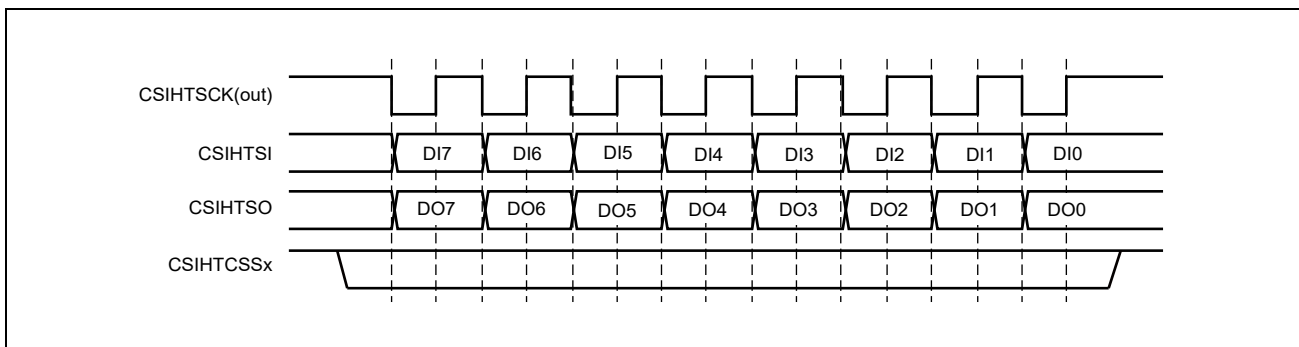 CSIHTSCK(out)
CSIHTSI DI7 DI6 DI5 DI4 DI3 DI2 DI1 DI0
CSIHTSO DO7 DO6 DO5 DO4 DO3 DO2 DO1 DO0
CSIHTCSSx